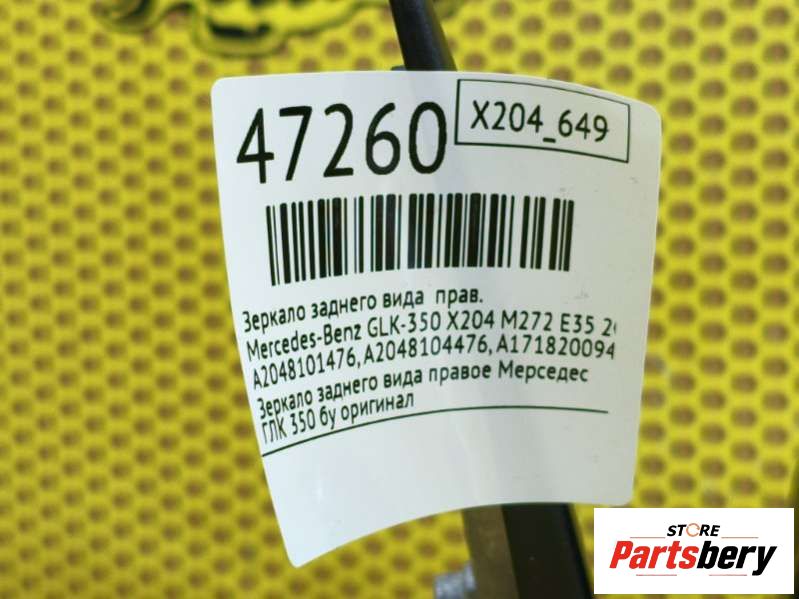 47260
X204_649
Зеркало заднего вида прав.
Mercedes-Benz GLK-350 X204 M272 E35
A2048101476, A2048104476, A171820094
Зеркало заднего вида правое Мерседес
ГЛК 350 бу оригинал
STORE
Partsbery